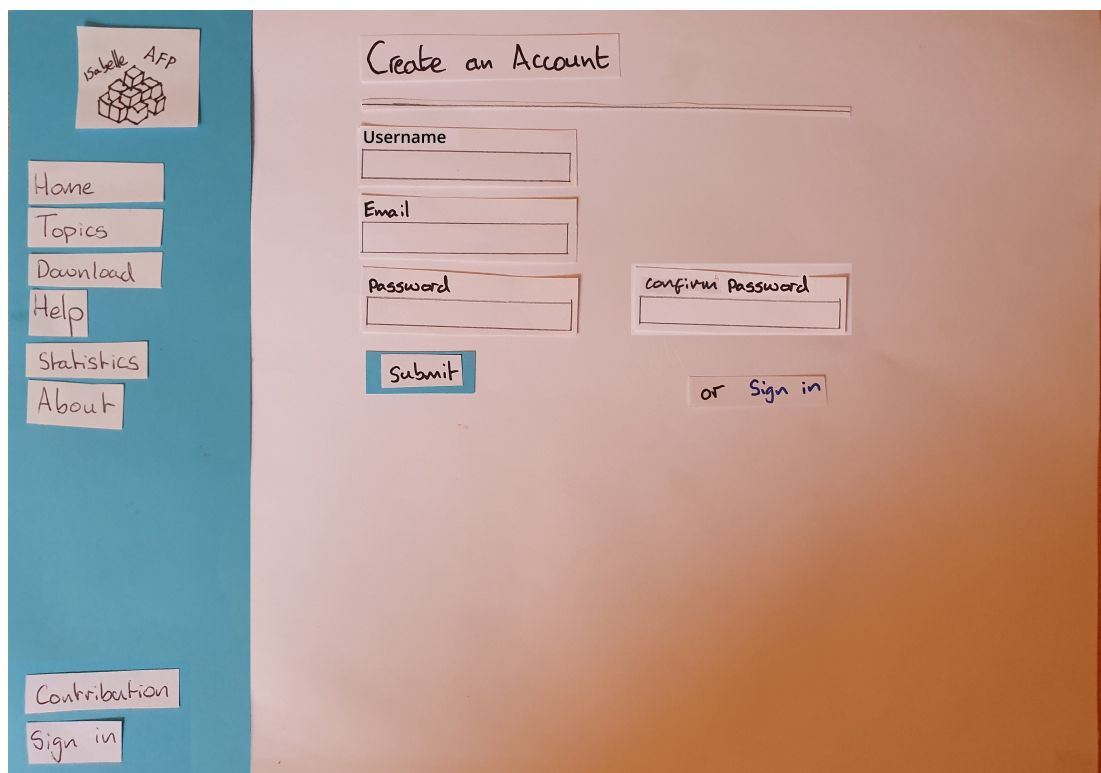 isabelle AFP
Home
Topics
Download
Help
Statistics
About
Contribution
Sign in
Create an Account
Username
Email
Password
confirm Password
Submit
or Sign in